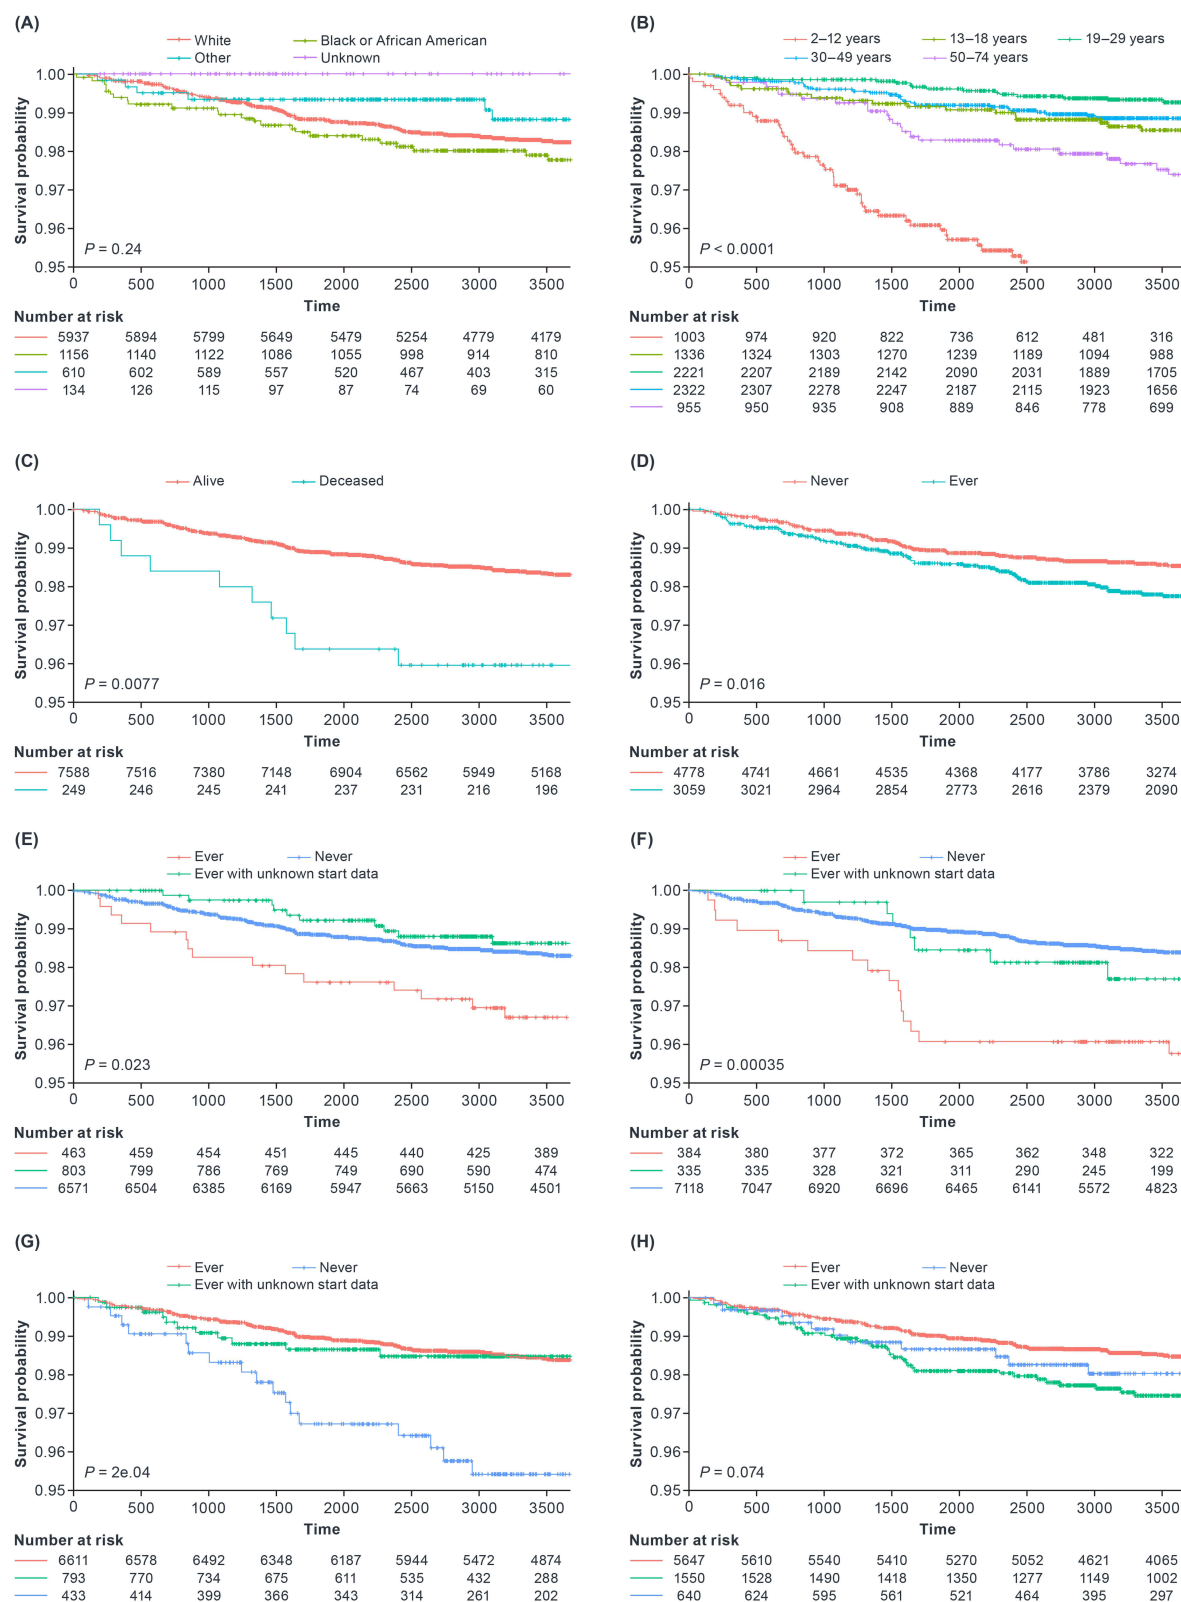 (A)
White
Black or African American
Other
Unknown
Survival probability
1.00
0.99
0.98
0.97
0.96
0.95
P = 0.24
0 500 1000 1500 2000 2500 3000 3500
Time
Number at risk
5937 5894 5799 5649 5479 5254 4779 4179
1156 1140 1122 1086 1055 998 914 810
610 602 589 557 520 467 403 315
134 126 115 97 87 74 69 60
(B)
2–12 years
13–18 years
19–29 years
30–49 years
50–74 years
Survival probability
1.00
0.99
0.98
0.97
0.96
0.95
P < 0.0001
0 500 1000 1500 2000 2500 3000 3500
Time
Number at risk
1003 974 920 822 736 612 481 316
1336 1324 1303 1270 1239 1189 1094 988
2221 2207 2189 2142 2090 2031 1889 1705
2322 2307 2278 2247 2187 2115 1923 1656
955 950 935 908 889 846 778 699
(C)
Alive
Deceased
Survival probability
1.00
0.99
0.98
0.97
0.96
0.95
P = 0.0077
0 500 1000 1500 2000 2500 3000 3500
Time
Number at risk
7588 7516 7380 7148 6904 6562 5949 5168
249 246 245 241 237 231 216 196
(D)
Never
Ever
Survival probability
1.00
0.99
0.98
0.97
0.96
0.95
P = 0.016
0 500 1000 1500 2000 2500 3000 3500
Time
Number at risk
4778 4741 4661 4535 4368 4177 3786 3274
3059 3021 2964 2854 2773 2616 2379 2090
(E)
Ever
Never
Ever with unknown start data
Survival probability
1.00
0.99
0.98
0.97
0.96
0.95
P = 0.023
0 500 1000 1500 2000 2500 3000 3500
Time
Number at risk
463 459 454 451 445 440 425 389
803 799 786 769 749 690 590 474
6571 6504 6385 6169 5947 5663 5150 4501
(F)
Ever
Never
Ever with unknown start data
Survival probability
1.00
0.99
0.98
0.97
0.96
0.95
P = 0.00035
0 500 1000 1500 2000 2500 3000 3500
Time
Number at risk
384 380 377 372 365 362 348 322
335 335 328 321 311 290 245 199
7118 7047 6920 6696 6465 6141 5572 4823
(G)
Ever
Never
Ever with unknown start data
Survival probability
1.00
0.99
0.98
0.97
0.96
0.95
P = 2e.04
0 500 1000 1500 2000 2500 3000 3500
Time
Number at risk
6611 6578 6492 6348 6187 5944 5472 4874
793 770 734 675 611 535 432 288
433 414 399 366 343 314 261 202
(H)
Ever
Never
Ever with unknown start data
Survival probability
1.00
0.99
0.98
0.97
0.96
0.95
P = 0.074
0 500 1000 1500 2000 2500 3000 3500
Time
Number at risk
5647 5610 5540 5410 5270 5052 4621 4065
1550 1528 1490 1418 1350 1277 1149 1002
640 624 595 561 521 464 395 297